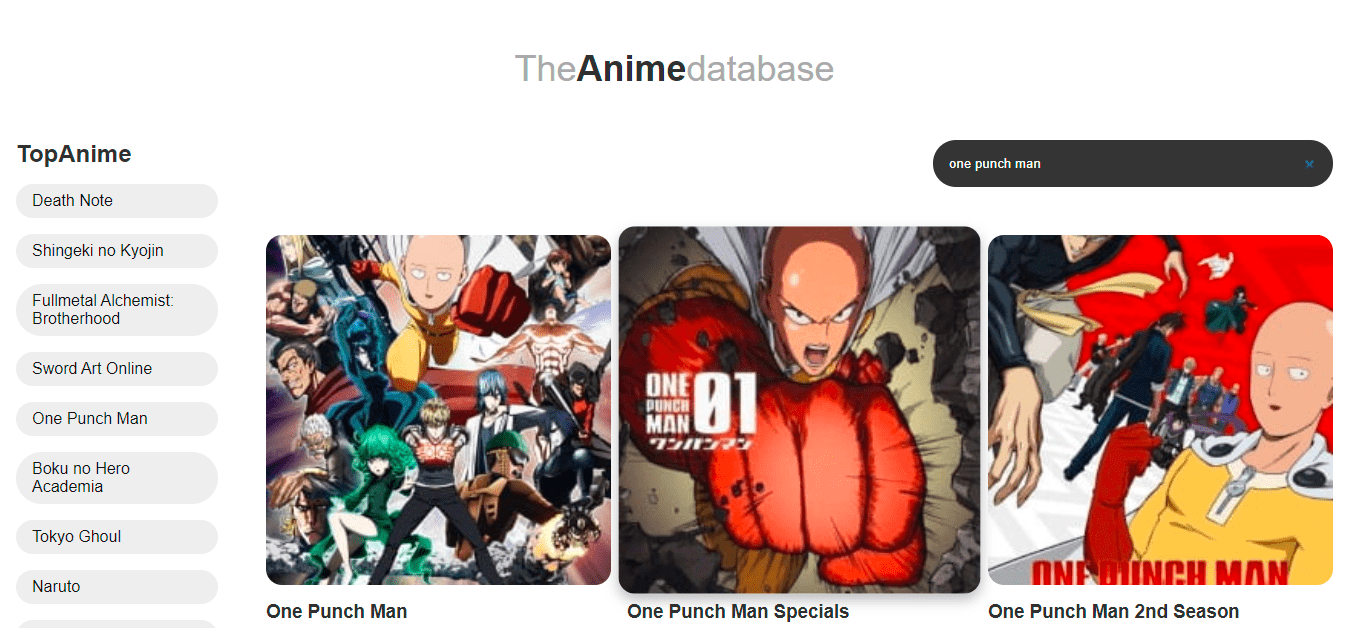 TheAnimedatabase
TopAnime
one punch man
Death Note
Shingeki no Kyojin
Fullmetal Alchemist:
Brotherhood
Sword Art Online
One Punch Man
Boku no Hero
Academia
Tokyo Ghoul
Naruto
ONE
PUNCH
MAN
01
ワンパンマン
ONE PUNCH MAN
One Punch Man
One Punch Man Specials
One Punch Man 2nd Season